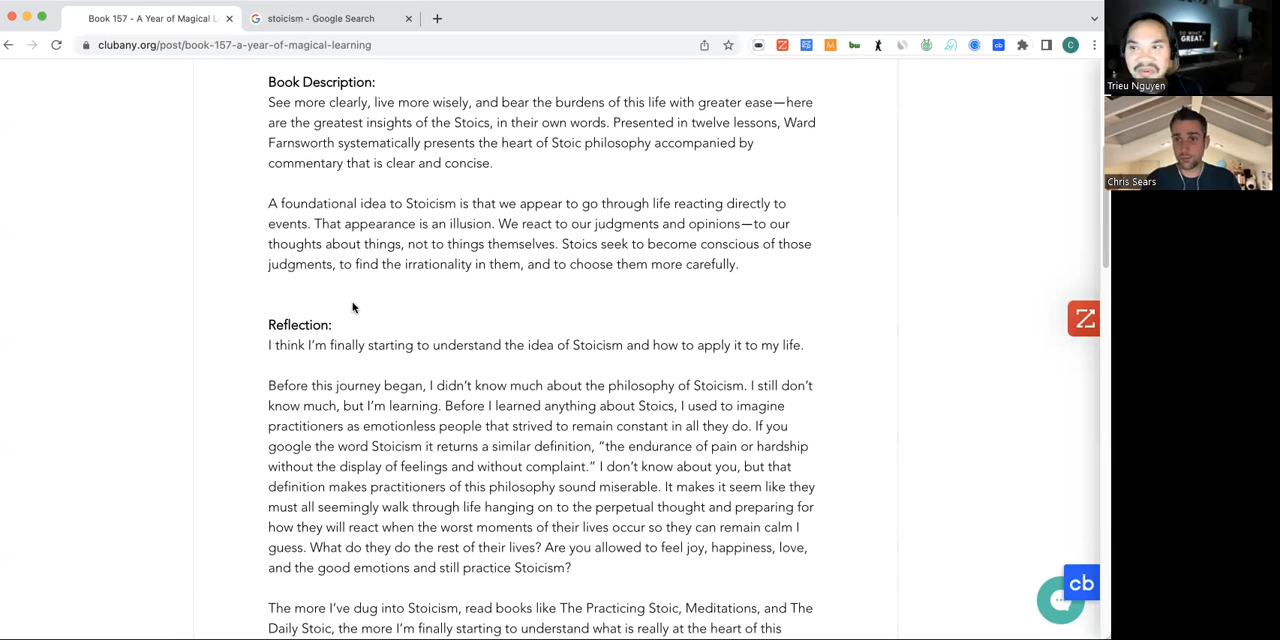 Book 157 - A Year of Magical L
stoicism - Google Search
clubany.org/post/book-157-a-year-of-magical-learning
Book Description:
See more clearly, live more wisely, and bear the burdens of this life with greater ease—here
are the greatest insights of the Stoics, in their own words. Presented in twelve lessons, Ward
Farnsworth systematically presents the heart of Stoic philosophy accompanied by
commentary that is clear and concise.
A foundational idea to Stoicism is that we appear to go through life reacting directly to
events. That appearance is an illusion. We react to our judgments and opinions—to our
thoughts about things, not to things themselves. Stoics seek to become conscious of those
judgments, to find the irrationality in them, and to choose them more carefully.
Reflection:
I think I'm finally starting to understand the idea of Stoicism and how to apply it to my life.
Before this journey began, I didn't know much about the philosophy of Stoicism. I still don't
know much, but I'm learning. Before I learned anything about Stoics, I used to imagine
practitioners as emotionless people that strived to remain constant in all they do. If you
google the word Stoicism it returns a similar definition, “the endurance of pain or hardship
without the display of feelings and without complaint.” I don't know about you, but that
definition makes practitioners of this philosophy sound miserable. It makes it seem like they
must all seemingly walk through life hanging on to the perpetual thought and preparing for
how they will react when the worst moments of their lives occur so they can remain calm I
guess. What do they do the rest of their lives? Are you allowed to feel joy, happiness, love,
and the good emotions and still practice Stoicism?
The more I've dug into Stoicism, read books like The Practicing Stoic, Meditations, and The
Daily Stoic, the more I'm finally starting to understand what is really at the heart of this
cb
DO WHAT IS
GREAT.
Trieu Nguyen
Chris Sears